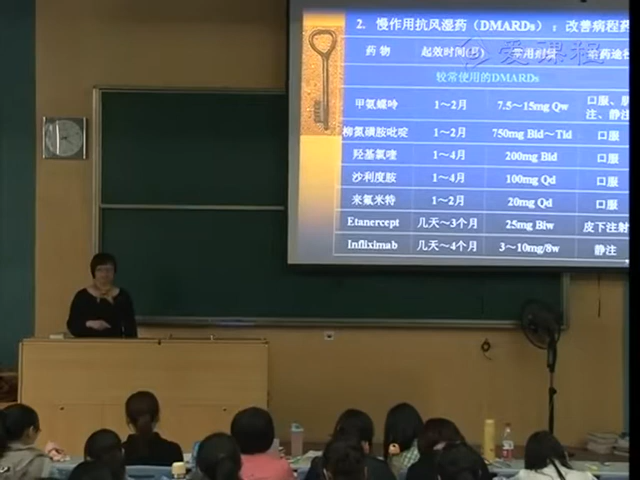 2. 慢作用抗风湿药（DMARDs）：改善病程药
爱课程
药 物 起效时间(月) 常用剂量 给药途径
较常使用的DMARDs
甲氨蝶呤 1～2月 7.5～15mg Qw 口服、肌注、静注
柳氮磺胺吡啶 1～2月 750mg Bid～Tid 口服
羟基氯喹 1～4月 200mg Bid 口服
沙利度胺 1～4月 100mg Qd 口服
来氟米特 1～2月 20mg Qd 口服
Etanercept 几天～3个月 25mg Biw 皮下注射
Infliximab 几天～4个月 3～10mg/8w 静注